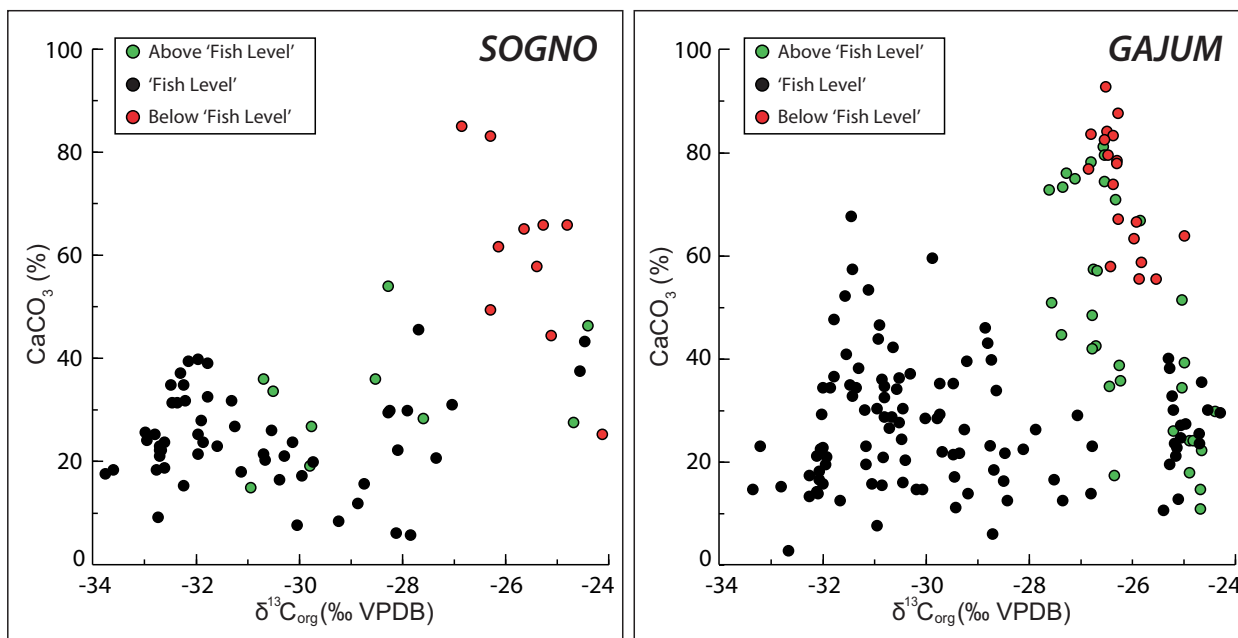 SOGNO
Above 'Fish Level'
'Fish Level'
Below 'Fish Level'
100
80
60
40
20
0
CaCO₃ (%)
-34
-32
-30
-28
-26
-24
δ¹³C_org(‰ VPDB)
GAJUM
Above 'Fish Level'
'Fish Level'
Below 'Fish Level'
100
80
60
40
20
0
CaCO₃ (%)
-34
-32
-30
-28
-26
-24
δ¹³C_org(‰ VPDB)